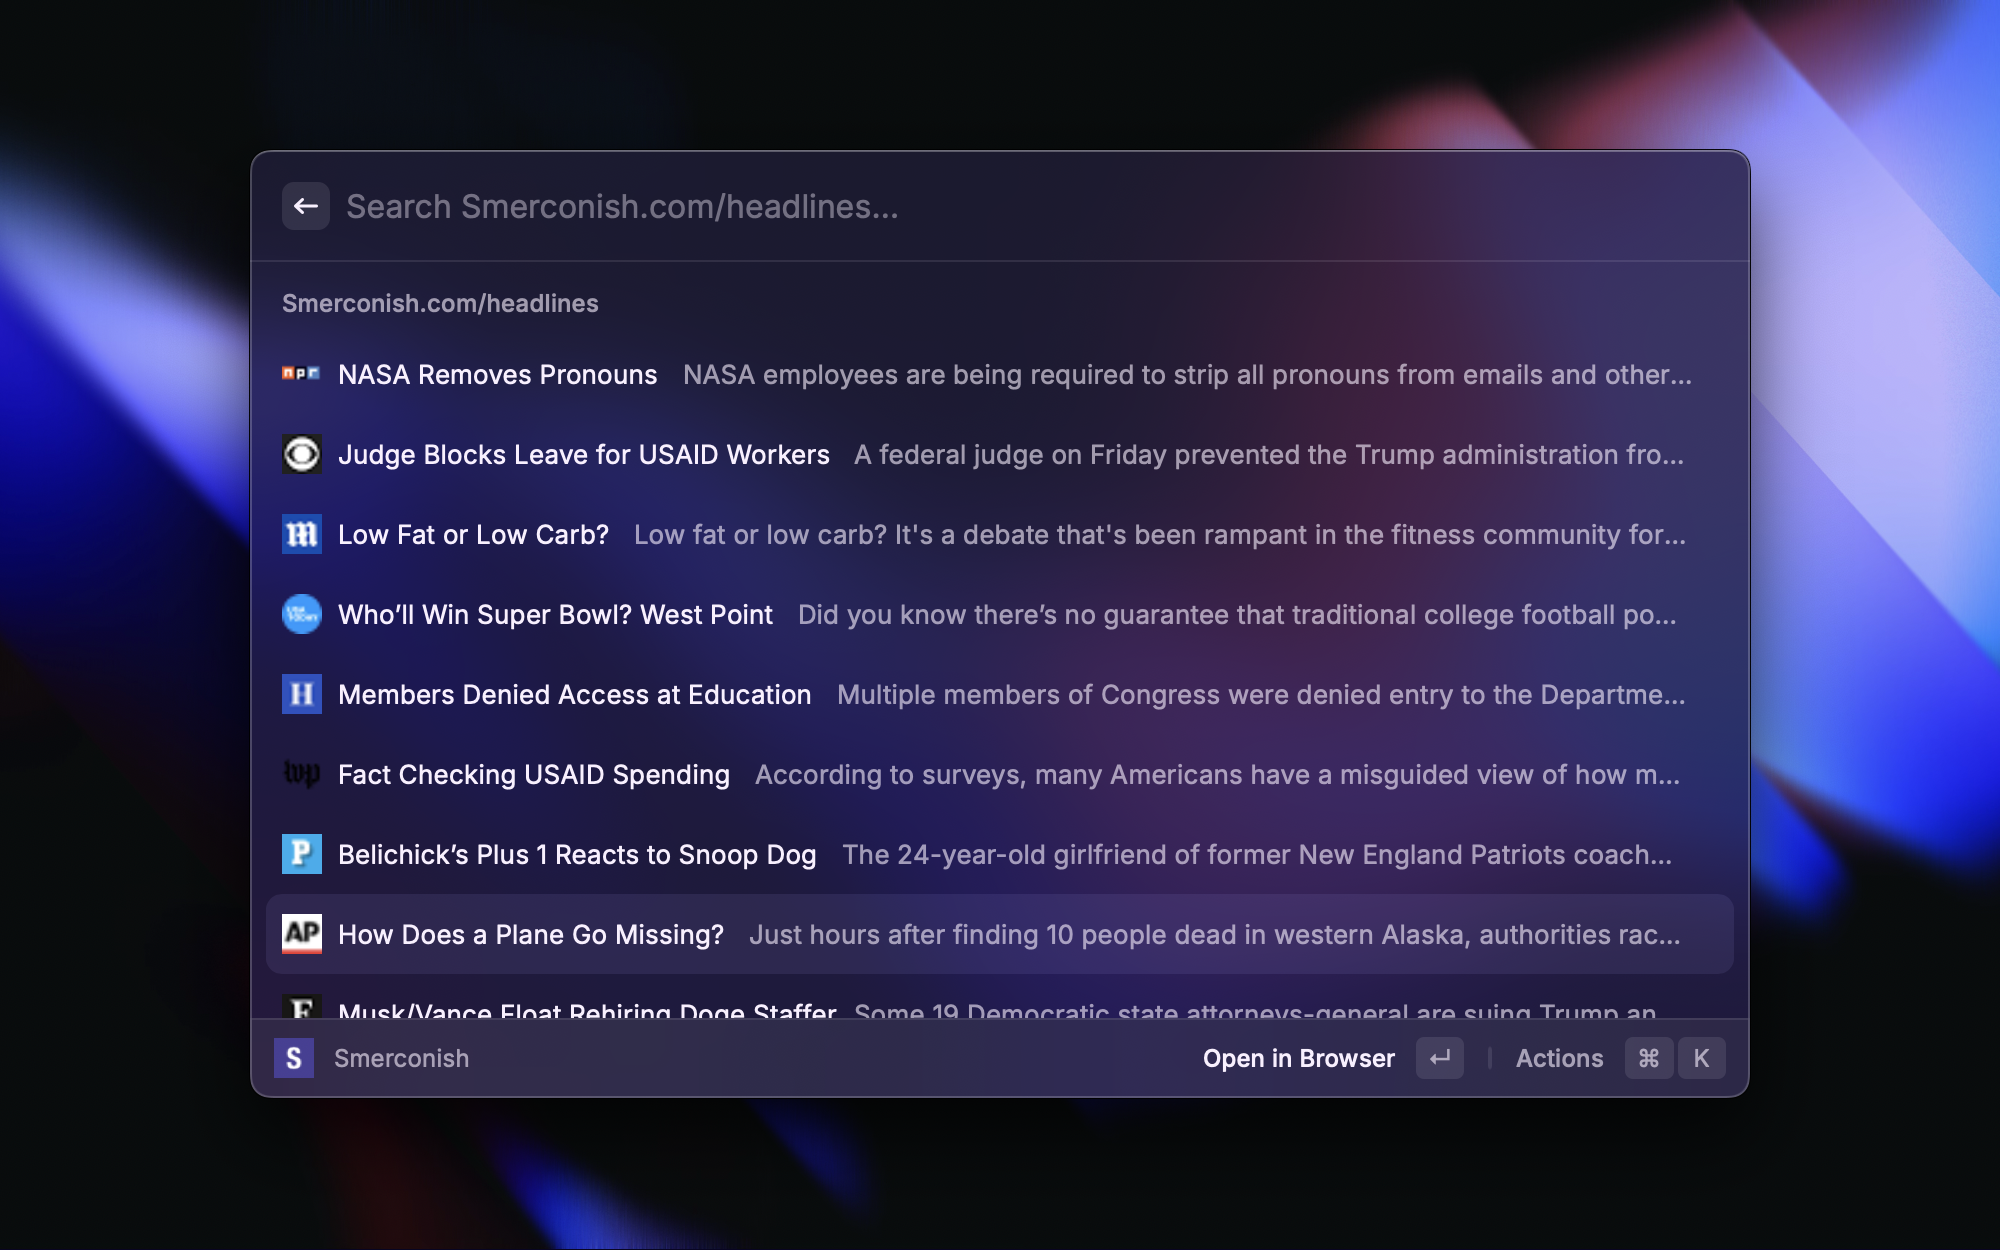 Search Smerconish.com/headlines...
Smerconish.com/headlines
npr NASA Removes Pronouns NASA employees are being required to strip all pronouns from emails and other...
Judge Blocks Leave for USAID Workers A federal judge on Friday prevented the Trump administration fro...
m Low Fat or Low Carb? Low fat or low carb? It's a debate that's been rampant in the fitness community for...
USA TODAY Who’ll Win Super Bowl? West Point Did you know there’s no guarantee that traditional college football po...
H Members Denied Access at Education Multiple members of Congress were denied entry to the Departme...
wp Fact Checking USAID Spending According to surveys, many Americans have a misguided view of how m...
P Belichick’s Plus 1 Reacts to Snoop Dog The 24-year-old girlfriend of former New England Patriots coach...
AP How Does a Plane Go Missing? Just hours after finding 10 people dead in western Alaska, authorities rac...
F Musk/Vance Float Rehiring Doge Staffer Some 19 Democratic state attorneys-general are suing Trump an...
S Smerconish Open in Browser ↵ Actions ⌘ K